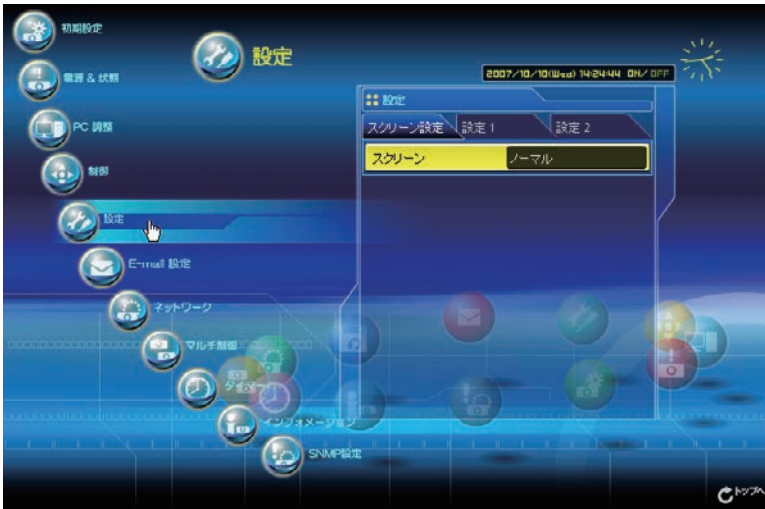 初期設定
電源 & 状態
PC 調整
制御
設定
E-mail 設定
ネットワーク
マルチ制御
タイマー
インフォメーション
SNMP設定
設定
2007/10/10(Wed) 14:24:44 ON/OFF
設定
スクリーン設定 設定 1 設定 2
スクリーン ノーマル
トップへ